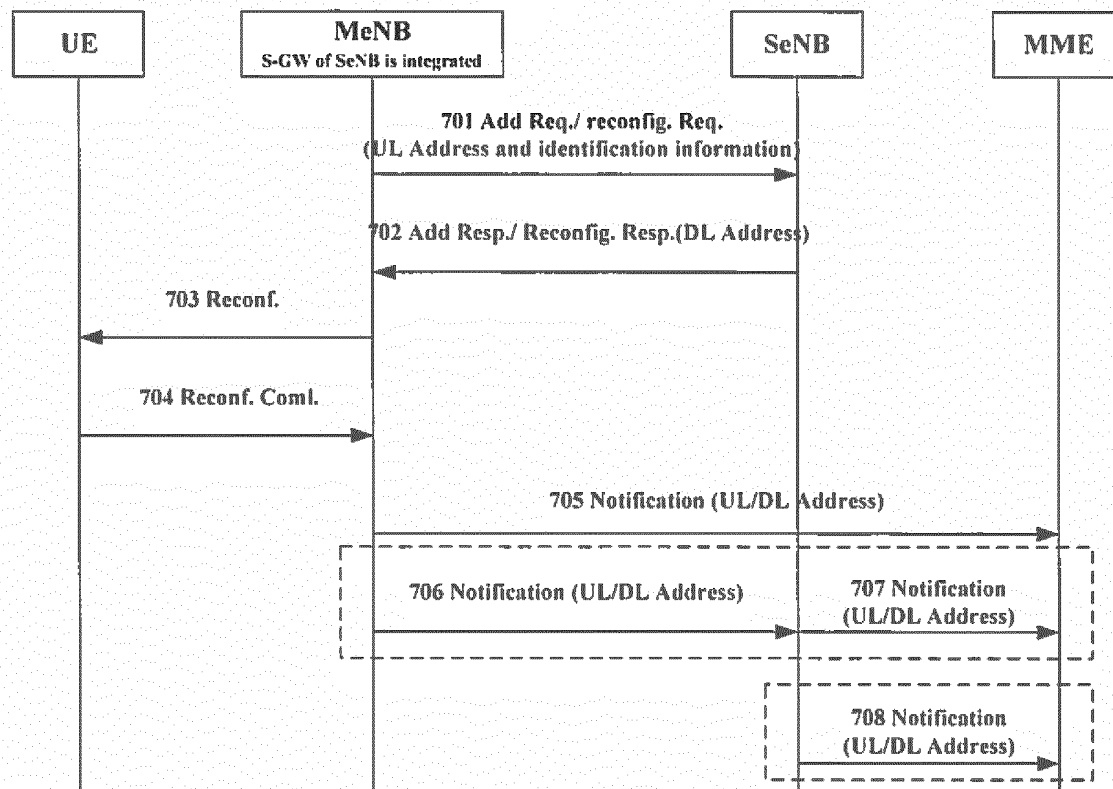 UE
MeNB
S-GW of SeNB is integrated
SeNB
MME
701 Add Req./ reconfig. Req.
(UL Address and identification information)
702 Add Resp./ Reconfig. Resp.(DL Address)
703 Reconf.
704 Reconf. Coml.
705 Notification (UL/DL Address)
706 Notification (UL/DL Address)
707 Notification
(UL/DL Address)
708 Notification
(UL/DL Address)